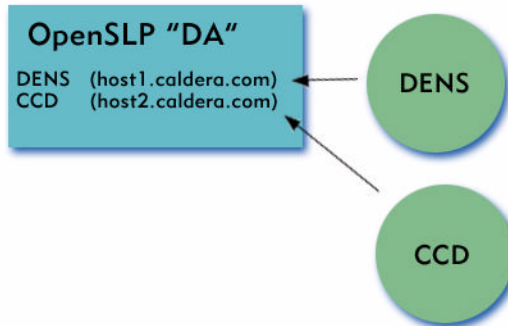 OpenSLP “DA”
DENS (host1.caldera.com)
CCD (host2.caldera.com)
DENS
CCD